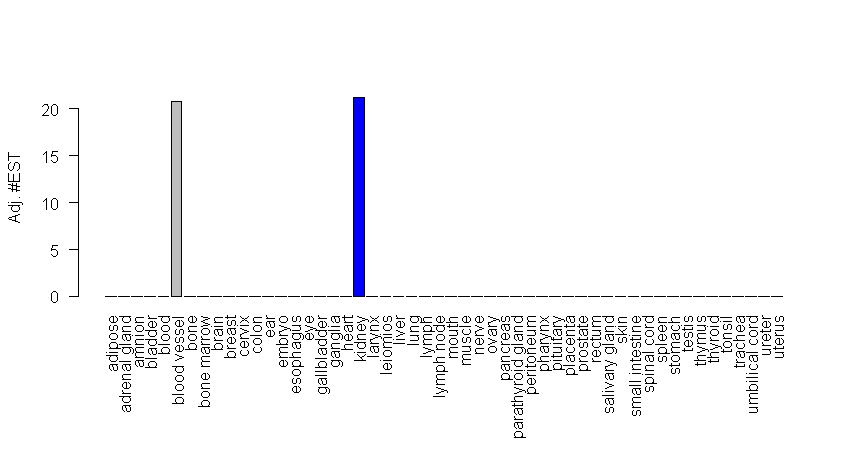 Adj. #EST
20
15
10
5
0
adipose
adrenal gland
amnion
bladder
blood
blood vessel
bone
bone marrow
brain
breast
cervix
colon
ear
embryo
esophagus
eye
gallbladder
ganglia
heart
kidney
larynx
leiomios
liver
lung
lymph
lymph node
mouth
muscle
nerve
ovary
pancreas
parathyroid gland
peritoneum
pharynx
pituitary
placenta
prostate
rectum
salivary gland
skin
small intestine
spinal cord
spleen
stomach
testis
thymus
thyroid
tonsil
trachea
umbilical cord
ureter
uterus